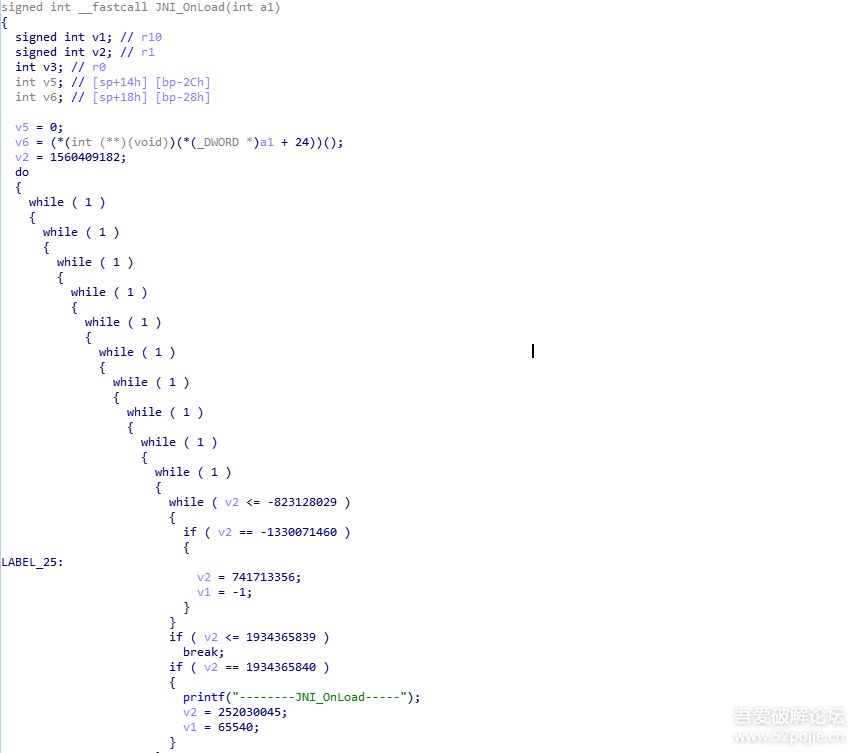 signed int __fastcall JNI_OnLoad(int a1)
{
signed int v1; // r10
signed int v2; // r1
int v3; // r0
int v5; // [sp+14h] [bp-2Ch]
int v6; // [sp+18h] [bp-28h]
v5 = 0;
v6 = (*(int (**)(void))(*(_DWORD *)a1 + 24))();
v2 = 1560409182;
do
{
while ( 1 )
{
while ( 1 )
{
while ( 1 )
{
while ( 1 )
{
while ( 1 )
{
while ( 1 )
{
while ( 1 )
{
while ( 1 )
{
while ( 1 )
{
while ( 1 )
{
while ( v2 <= -823128029 )
{
if ( v2 == -1330071460 )
{
LABEL_25:
v2 = 741713356;
v1 = -1;
}
}
if ( v2 <= 1934365839 )
break;
if ( v2 == 1934365840 )
{
printf("--------JNI_OnLoad-----");
v2 = 252030045;
v1 = 65540;
}
吾爱破解论坛
www.52pojie.cn